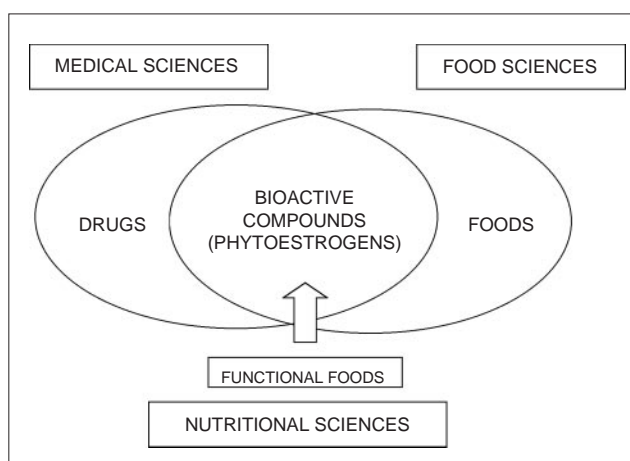 MEDICAL SCIENCES
FOOD SCIENCES
DRUGS
BIOACTIVE
COMPOUNDS
(PHYTOESTROGENS)
FOODS
FUNCTIONAL FOODS
NUTRITIONAL SCIENCES